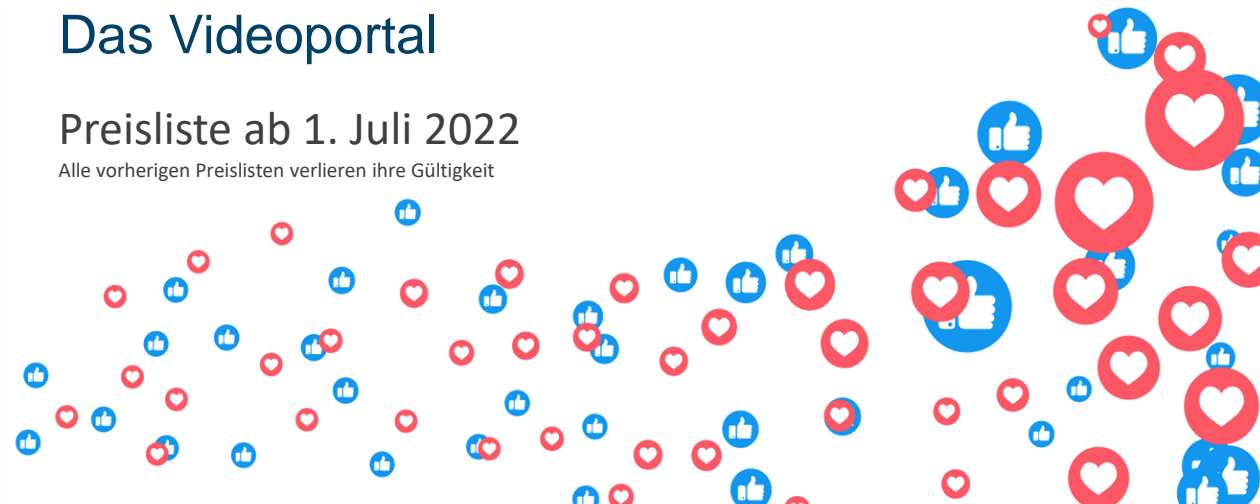 Das Videoportal
Preisliste ab 1. Juli 2022
Alle vorherigen Preislisten verlieren ihre Gültigkeit